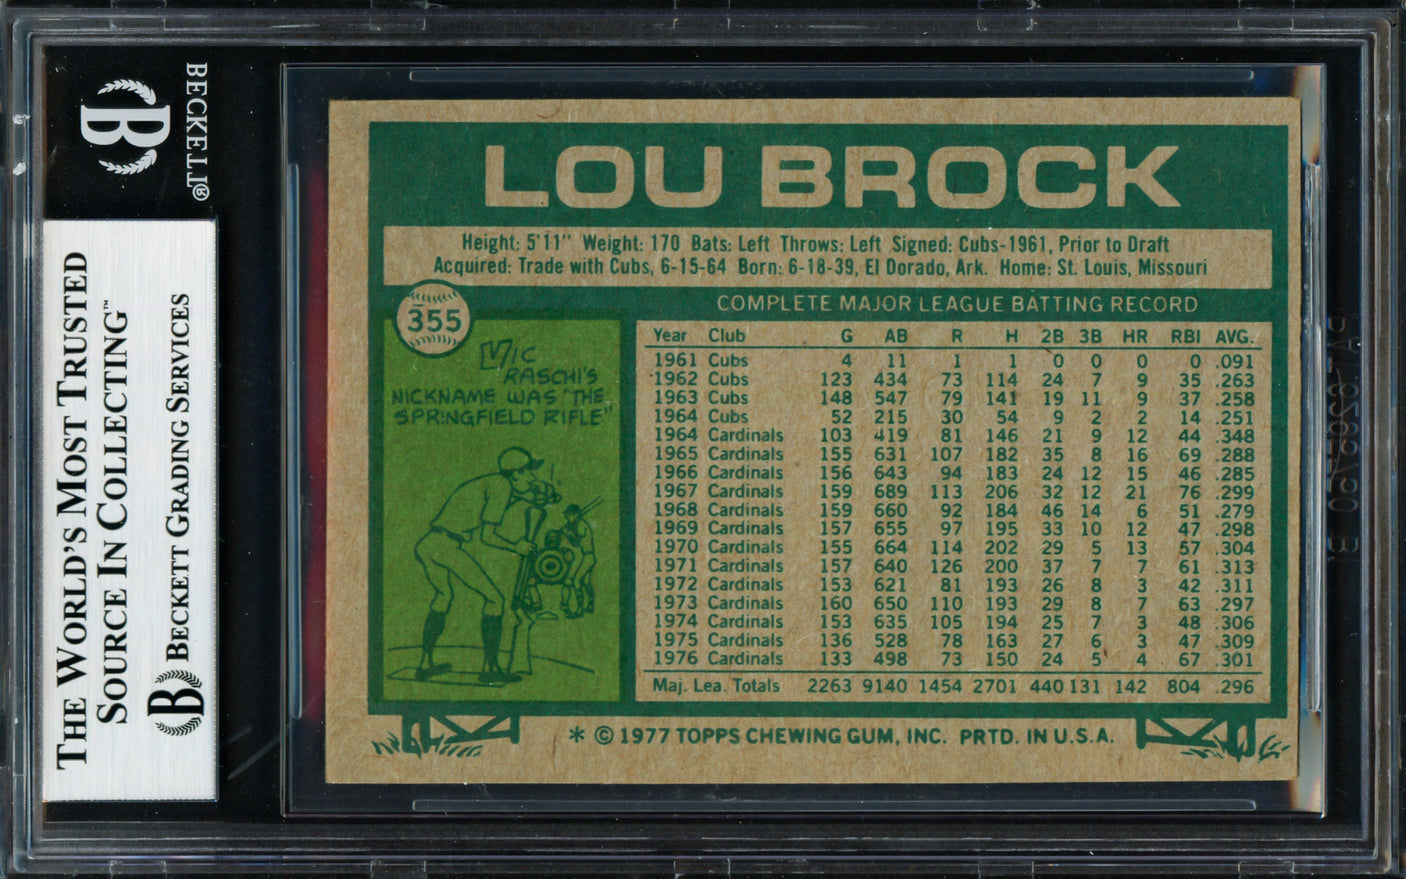 BECKETT®
THE WORLD'S MOST TRUSTED
SOURCE IN COLLECTING™
BECKETT GRADING SERVICES
LOU BROCK
Height: 5'11" Weight: 170 Bats: Left Throws: Left Signed: Cubs-1961, Prior to Draft
Acquired: Trade with Cubs, 6-15-64 Born: 6-18-39, El Dorado, Ark. Home: St. Louis, Missouri
355
VIC
RASCHI'S
NICKNAME WAS "THE
SPRINGFIELD RIFLE"
COMPLETE MAJOR LEAGUE BATTING RECORD
Year Club G AB R H 2B 3B HR RBI AVG.
1961 Cubs 4 11 1 1 0 0 0 0 .091
1962 Cubs 123 434 73 114 24 7 9 35 .263
1963 Cubs 148 547 79 141 19 11 9 37 .258
1964 Cubs 52 215 30 54 9 2 2 14 .251
1964 Cardinals 103 419 81 146 21 9 12 44 .348
1965 Cardinals 155 631 107 182 35 8 16 69 .288
1966 Cardinals 156 643 94 183 24 12 15 46 .285
1967 Cardinals 159 689 113 206 32 12 21 76 .299
1968 Cardinals 159 660 92 184 46 14 6 51 .279
1969 Cardinals 157 655 97 195 33 10 12 47 .298
1970 Cardinals 155 664 114 202 29 5 13 57 .304
1971 Cardinals 157 640 126 200 37 7 7 61 .313
1972 Cardinals 153 621 81 193 26 8 3 42 .311
1973 Cardinals 160 650 110 193 29 8 7 63 .297
1974 Cardinals 153 635 105 194 25 7 3 48 .306
1975 Cardinals 136 528 78 163 27 6 3 47 .309
1976 Cardinals 133 498 73 150 24 5 4 67 .301
Maj. Lea. Totals 2263 9140 1454 2701 440 131 142 804 .296
* © 1977 TOPPS CHEWING GUM, INC. PRTD. IN U.S.A.